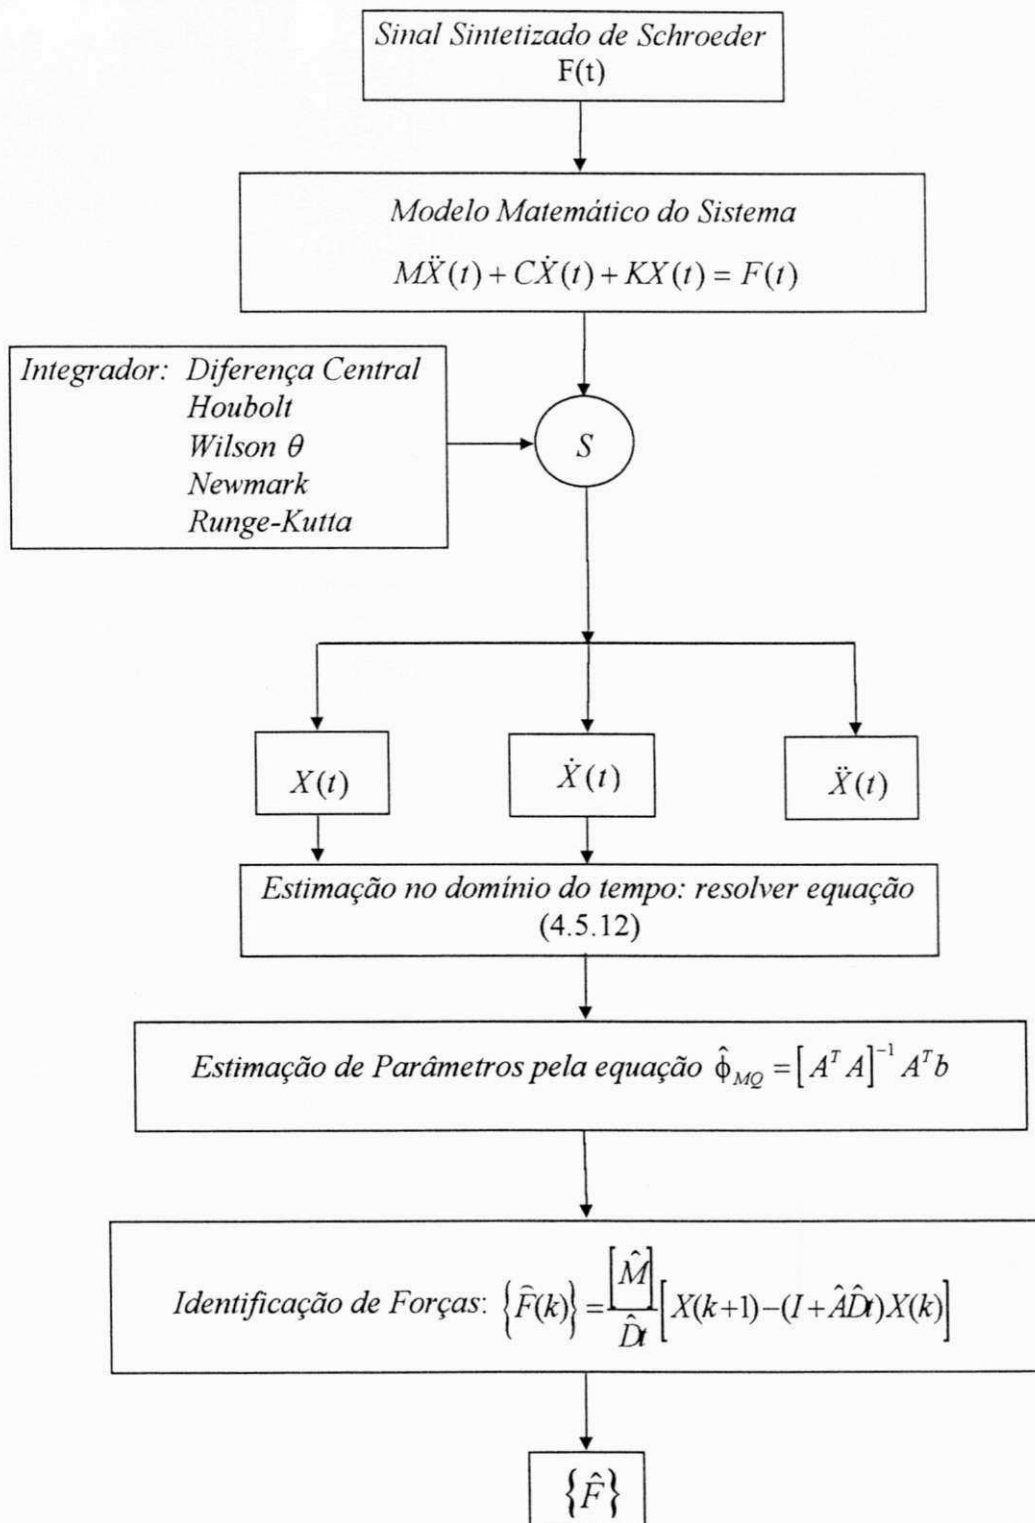 Sinal Sintetizado de Schroeder
F(t)
Modelo Matemático do Sistema
MẌ(t) + CẊ(t) + KX(t) = F(t)
Integrador: Diferença Central
Houbolt
Wilson θ
Newmark
Runge-Kutta
S
X(t)
Ẋ(t)
Ẍ(t)
Estimação no domínio do tempo: resolver equação
(4.5.12)
Estimação de Parâmetros pela equação ϕ̂_MQ = [A^T A]^-1 A^T b
Identificação de Forças: {F̂(k)} = [M̂]/D̂t [X(k+1)−(I+ÂD̂t)X(k)]
{F̂}